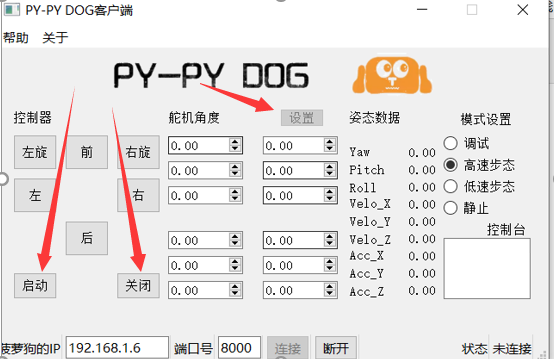 PY-PY DOG客户端
帮助 关于
PY-PY DOG
控制器 舵机角度 设置 姿态数据 模式设置
左旋 前 右旋 0.00 0.00 Yaw 0.00 调试
0.00 0.00 Pitch 0.00 高速步态
左 右 0.00 0.00 Roll 0.00 低速步态
Velo_X 0.00 静止
Velo_Y 0.00 控制台
后 0.00 0.00 Velo_Z 0.00
0.00 0.00 Acc_X 0.00
Acc_Y 0.00
启动 关闭 0.00 0.00 Acc_Z 0.00
菠萝狗的IP 192.168.1.6 端口号 8000 连接 断开 状态 未连接